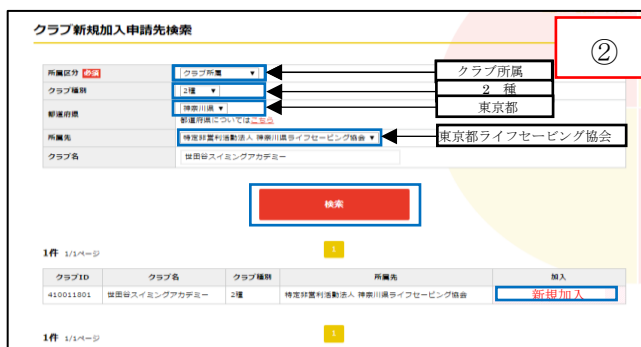 クラブ新規加入申請先検索
②
所属区分 必須 クラブ所属 ▼ クラブ所属
クラブ種別 2種 ▼ 2 種
都道府県 神奈川県 ▼ 東京都
都道府県についてはこちら
所属先 特定非営利活動法人 神奈川県ライフセービング協会 ▼ 東京都ライフセービング協会
クラブ名 世田谷スイミングアカデミー
検索
1件 1/1ページ 1
クラブID クラブ名 クラブ種別 所属先 加入
410011801 世田谷スイミングアカデミー 2種 特定非営利活動法人 神奈川県ライフセービング協会 新規加入
1件 1/1ページ 1